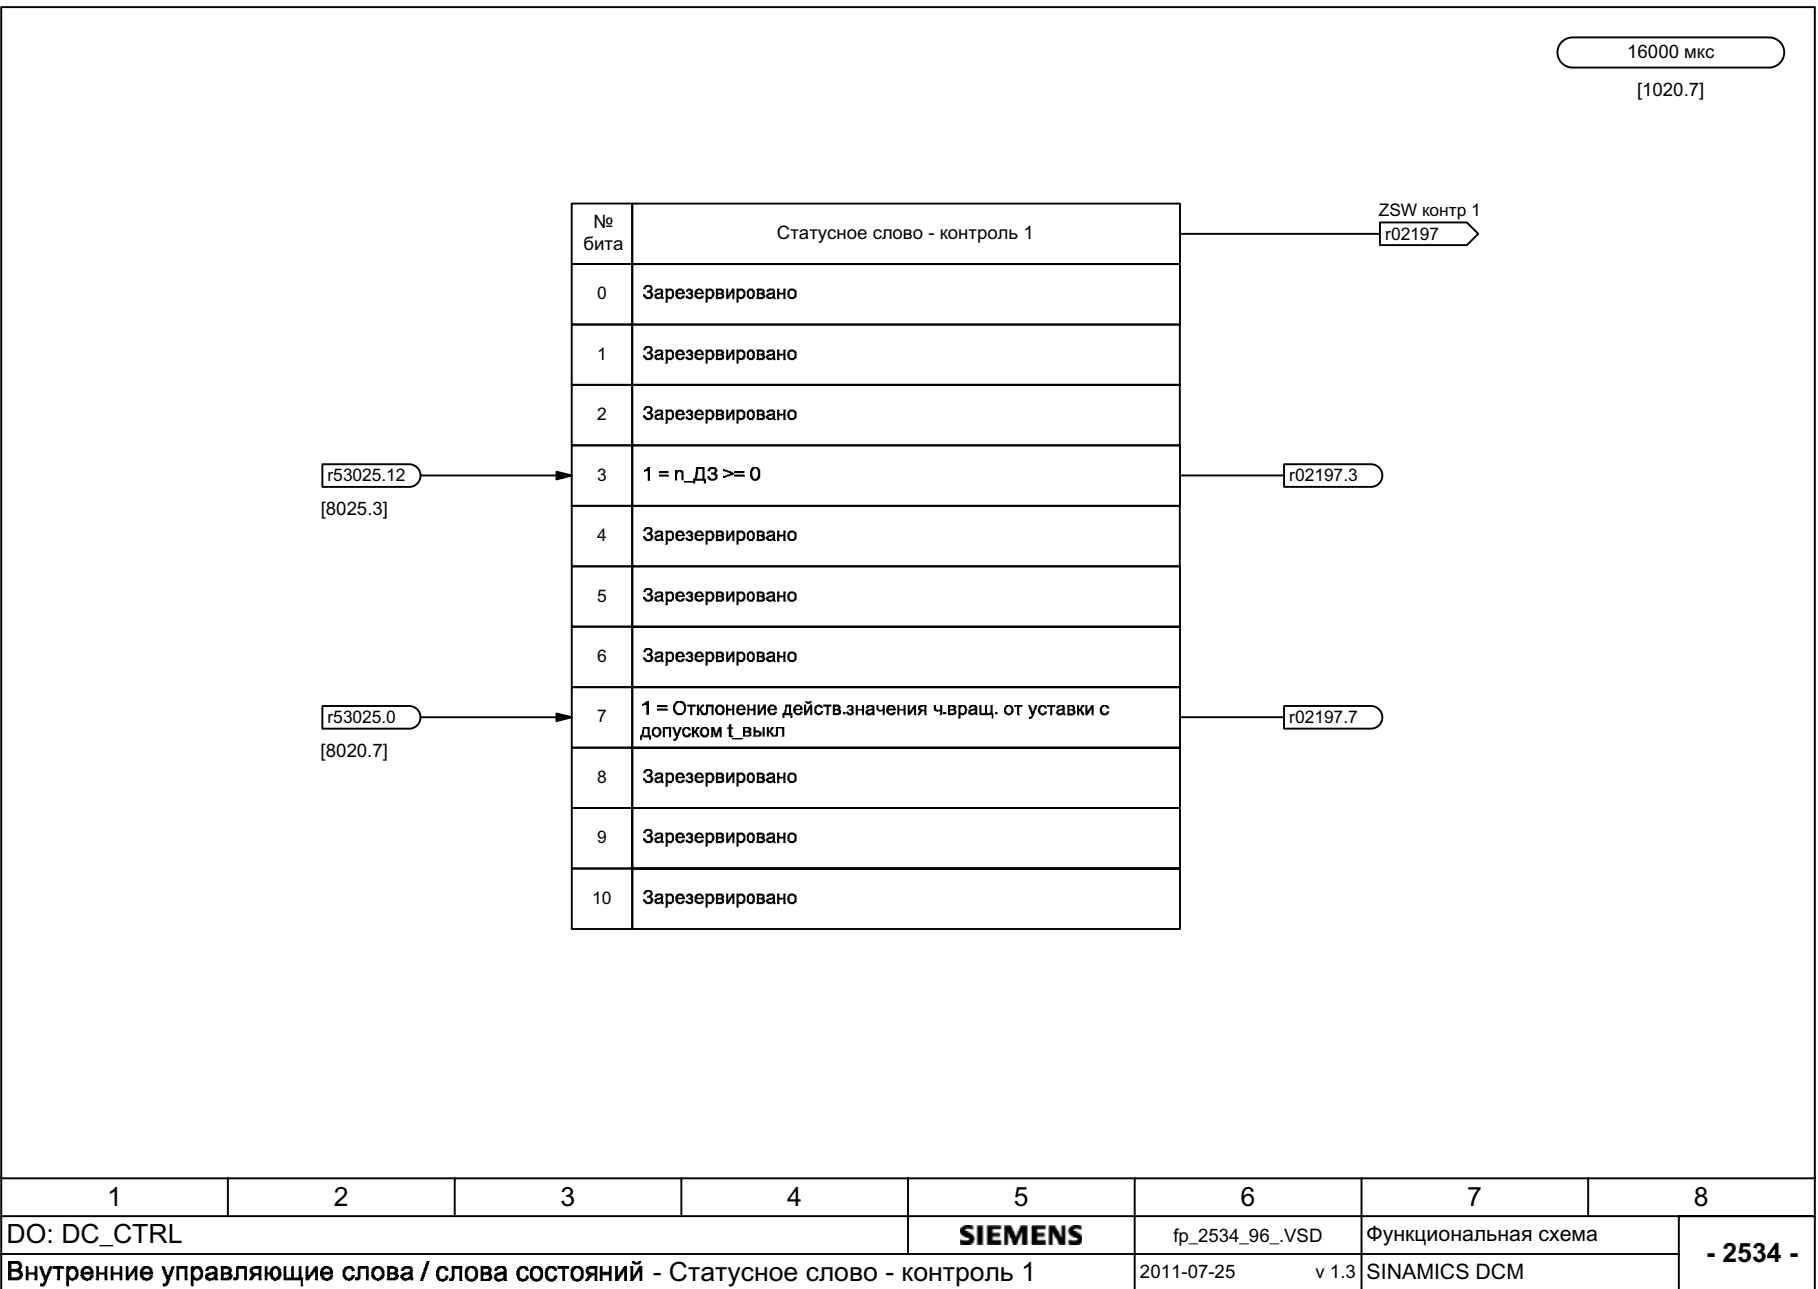 16000 мкс
[1020.7]
ZSW контр 1
№ бита
Статусное слово - контроль 1
r02197
0 Зарезервировано
1 Зарезервировано
2 Зарезервировано
r53025.12
3 1 = n_ДЗ >= 0
r02197.3
[8025.3]
4 Зарезервировано
5 Зарезервировано
6 Зарезервировано
r53025.0
7 1 = Отклонение действ.значения ч.вращ. от уставки с
допуском t_выкл
r02197.7
[8020.7]
8 Зарезервировано
9 Зарезервировано
10 Зарезервировано
1 2 3 4 5 6 7 8
DO: DC_CTRL
SIEMENS
fp_2534_96_.VSD
Функциональная схема
- 2534 -
Внутренние управляющие слова / слова состояний - Статусное слово - контроль 1
2011-07-25 v 1.3
SINAMICS DCM